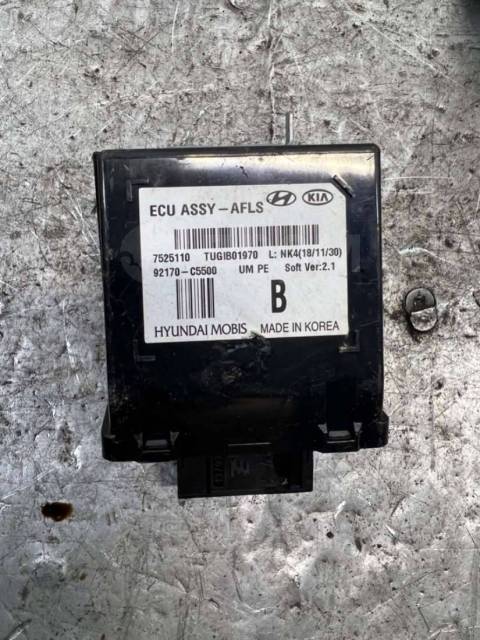 ECU ASSY-AFLS KIA
7525110 TUGIB01970 L: NK4(18/11/30)
92170-C5500 UM PE Soft Ver:2.1
B
HYUNDAI MOBIS MADE IN KOREA